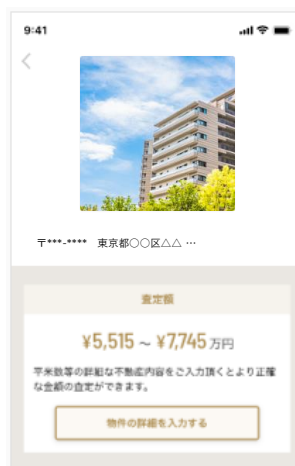 9:41
〒***-**** 東京都○○区△△ …
査定額
¥5,515 ～ ¥7,745 万円
平米数等の詳細な不動産内容をご入力頂くとより正確
な金額の査定ができます。
物件の詳細を入力する